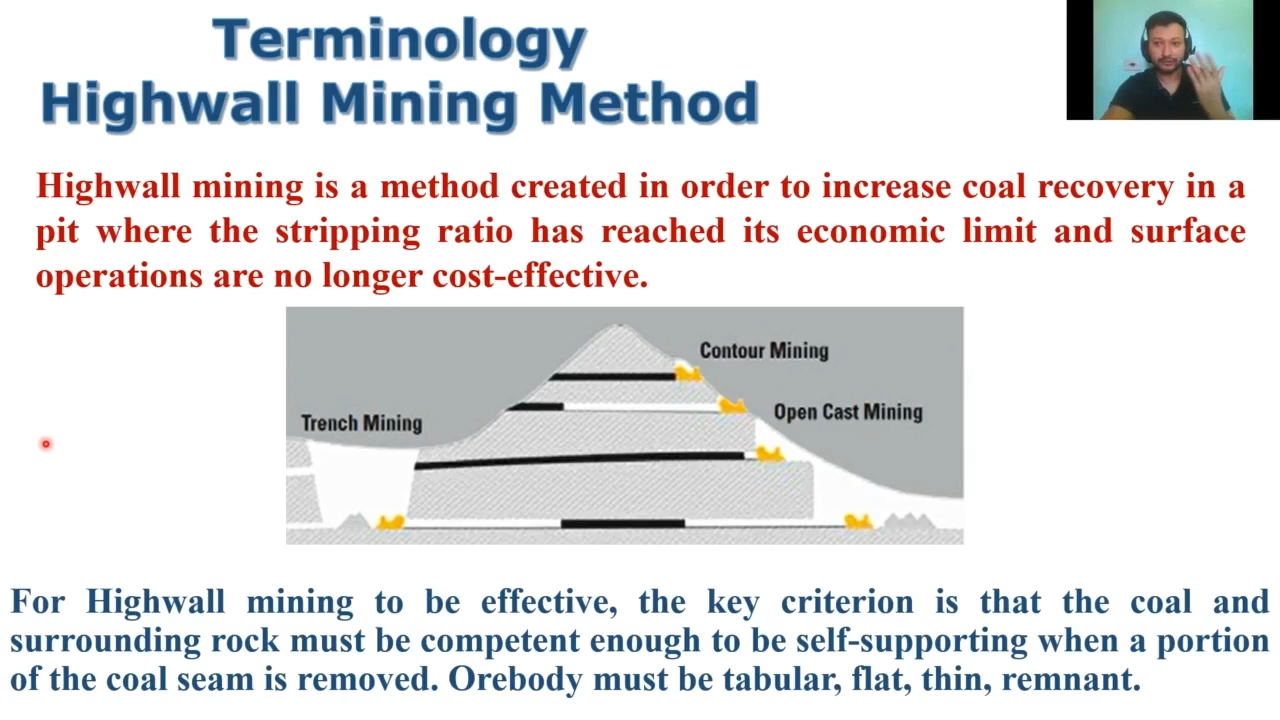 Terminology
Highwall Mining Method
Highwall mining is a method created in order to increase coal recovery in a
pit where the stripping ratio has reached its economic limit and surface
operations are no longer cost-effective.
Contour Mining
Open Cast Mining
Trench Mining
For Highwall mining to be effective, the key criterion is that the coal and
surrounding rock must be competent enough to be self-supporting when a portion
of the coal seam is removed. Orebody must be tabular, flat, thin, remnant.